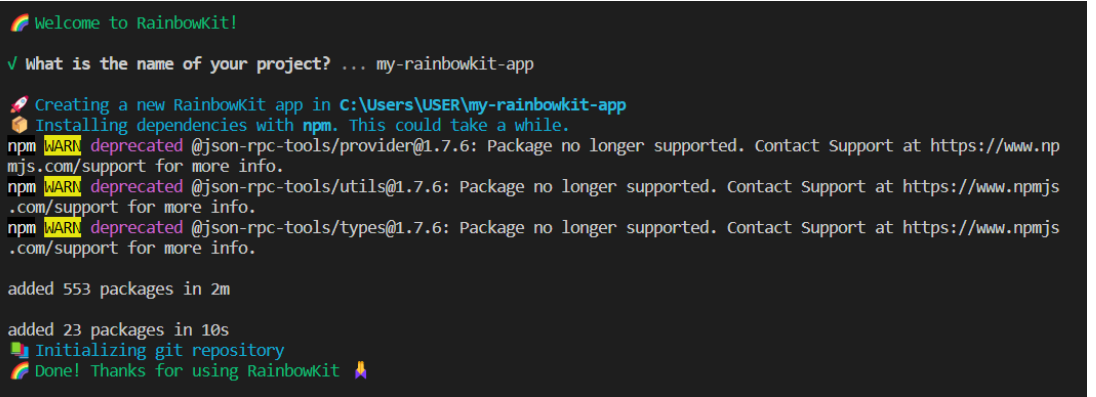 🌈 Welcome to RainbowKit!
√ What is the name of your project? ... my-rainbowkit-app
🚀 Creating a new RainbowKit app in C:\Users\USER\my-rainbowkit-app
📦 Installing dependencies with npm. This could take a while.
npm WARN deprecated @json-rpc-tools/provider@1.7.6: Package no longer supported. Contact Support at https://www.np
mjs.com/support for more info.
npm WARN deprecated @json-rpc-tools/utils@1.7.6: Package no longer supported. Contact Support at https://www.npmjs
.com/support for more info.
npm WARN deprecated @json-rpc-tools/types@1.7.6: Package no longer supported. Contact Support at https://www.npmjs
.com/support for more info.
added 553 packages in 2m
added 23 packages in 10s
📚 Initializing git repository
🌈 Done! Thanks for using RainbowKit 🙏